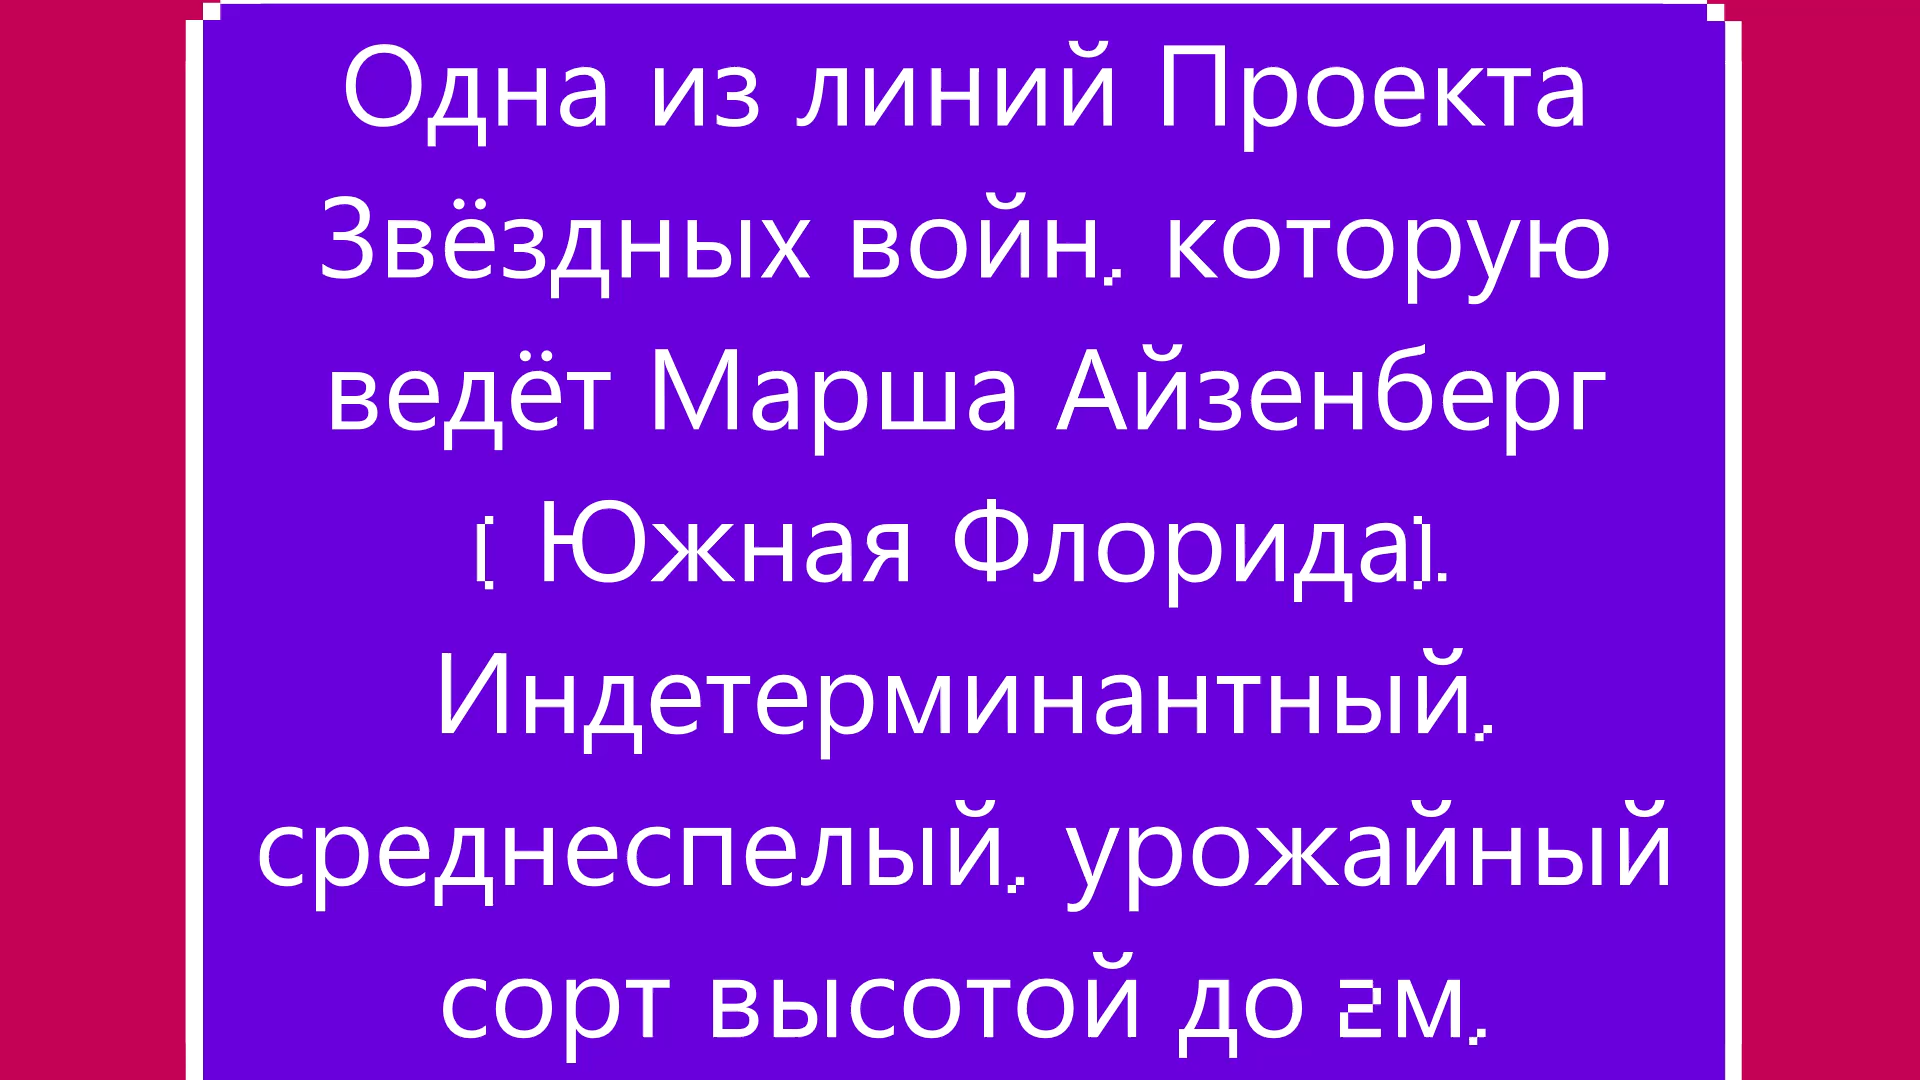 Одна из линий Проекта
Звёздных войн, которую
ведёт Марша Айзенберг
( Южная Флорида).
Индетерминантный,
среднеспелый, урожайный
сорт высотой до 2м,